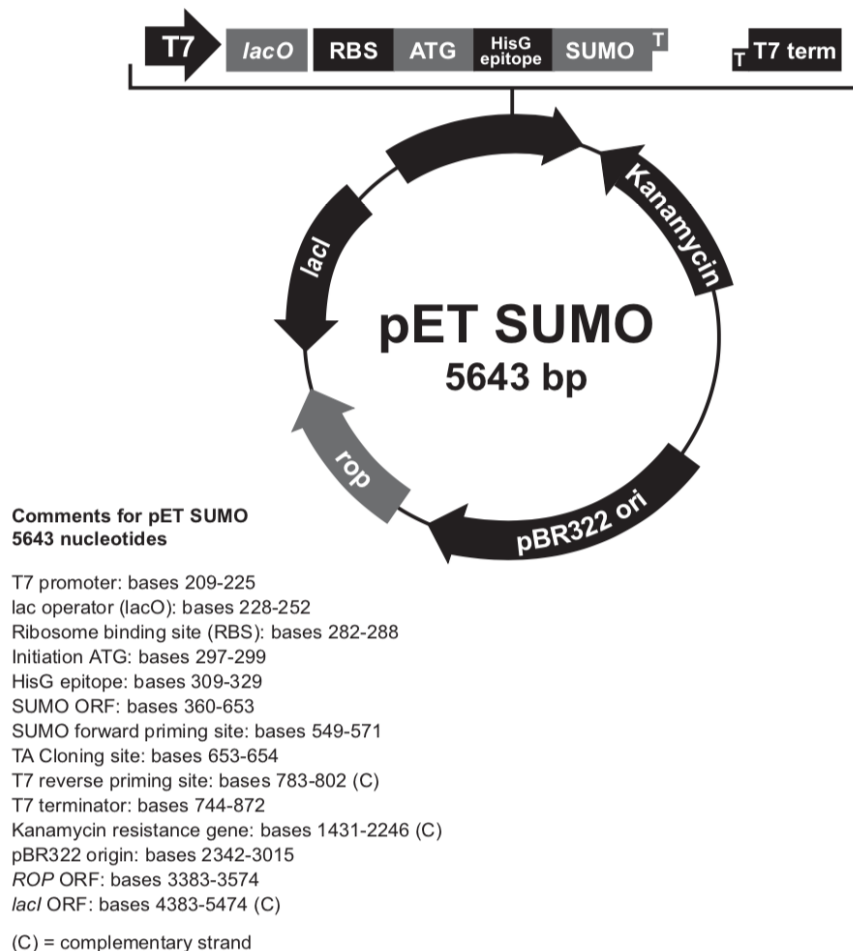 T7 lacO RBS ATG HisG epitope SUMO T T T7 term
Kanamycin
lacI
pET SUMO
5643 bp
rop
pBR322 ori
Comments for pET SUMO
5643 nucleotides
T7 promoter: bases 209-225
lac operator (lacO): bases 228-252
Ribosome binding site (RBS): bases 282-288
Initiation ATG: bases 297-299
HisG epitope: bases 309-329
SUMO ORF: bases 360-653
SUMO forward priming site: bases 549-571
TA Cloning site: bases 653-654
T7 reverse priming site: bases 783-802 (C)
T7 terminator: bases 744-872
Kanamycin resistance gene: bases 1431-2246 (C)
pBR322 origin: bases 2342-3015
ROP ORF: bases 3383-3574
lacI ORF: bases 4383-5474 (C)
(C) = complementary strand